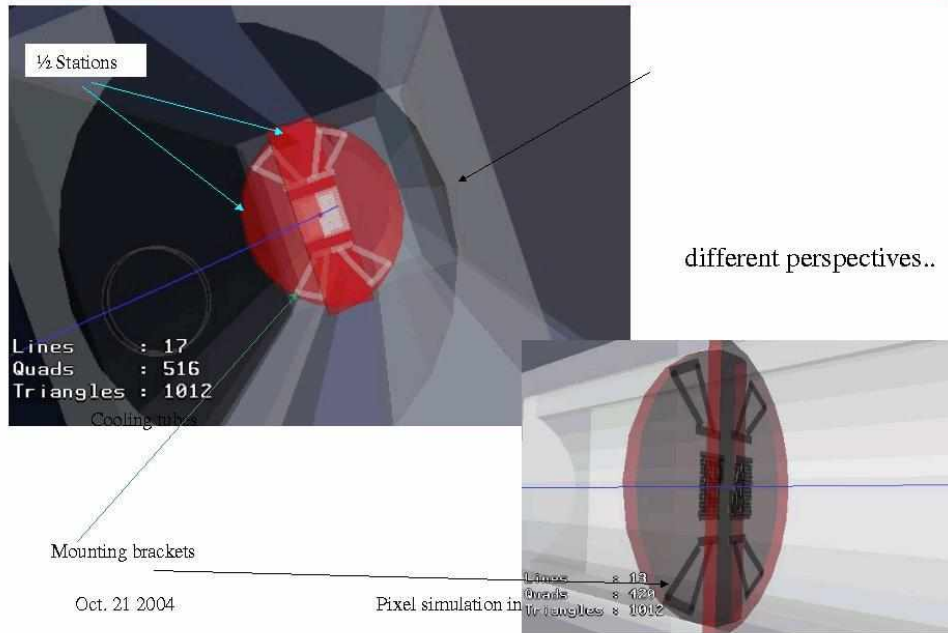 ½ Stations
different perspectives..
Lines : 17
Quads : 516
Triangles : 1012
Cooling tubes
Mounting brackets
Lines : 13
Quads : 420
Triangles : 1012
Oct. 21 2004
Pixel simulation in